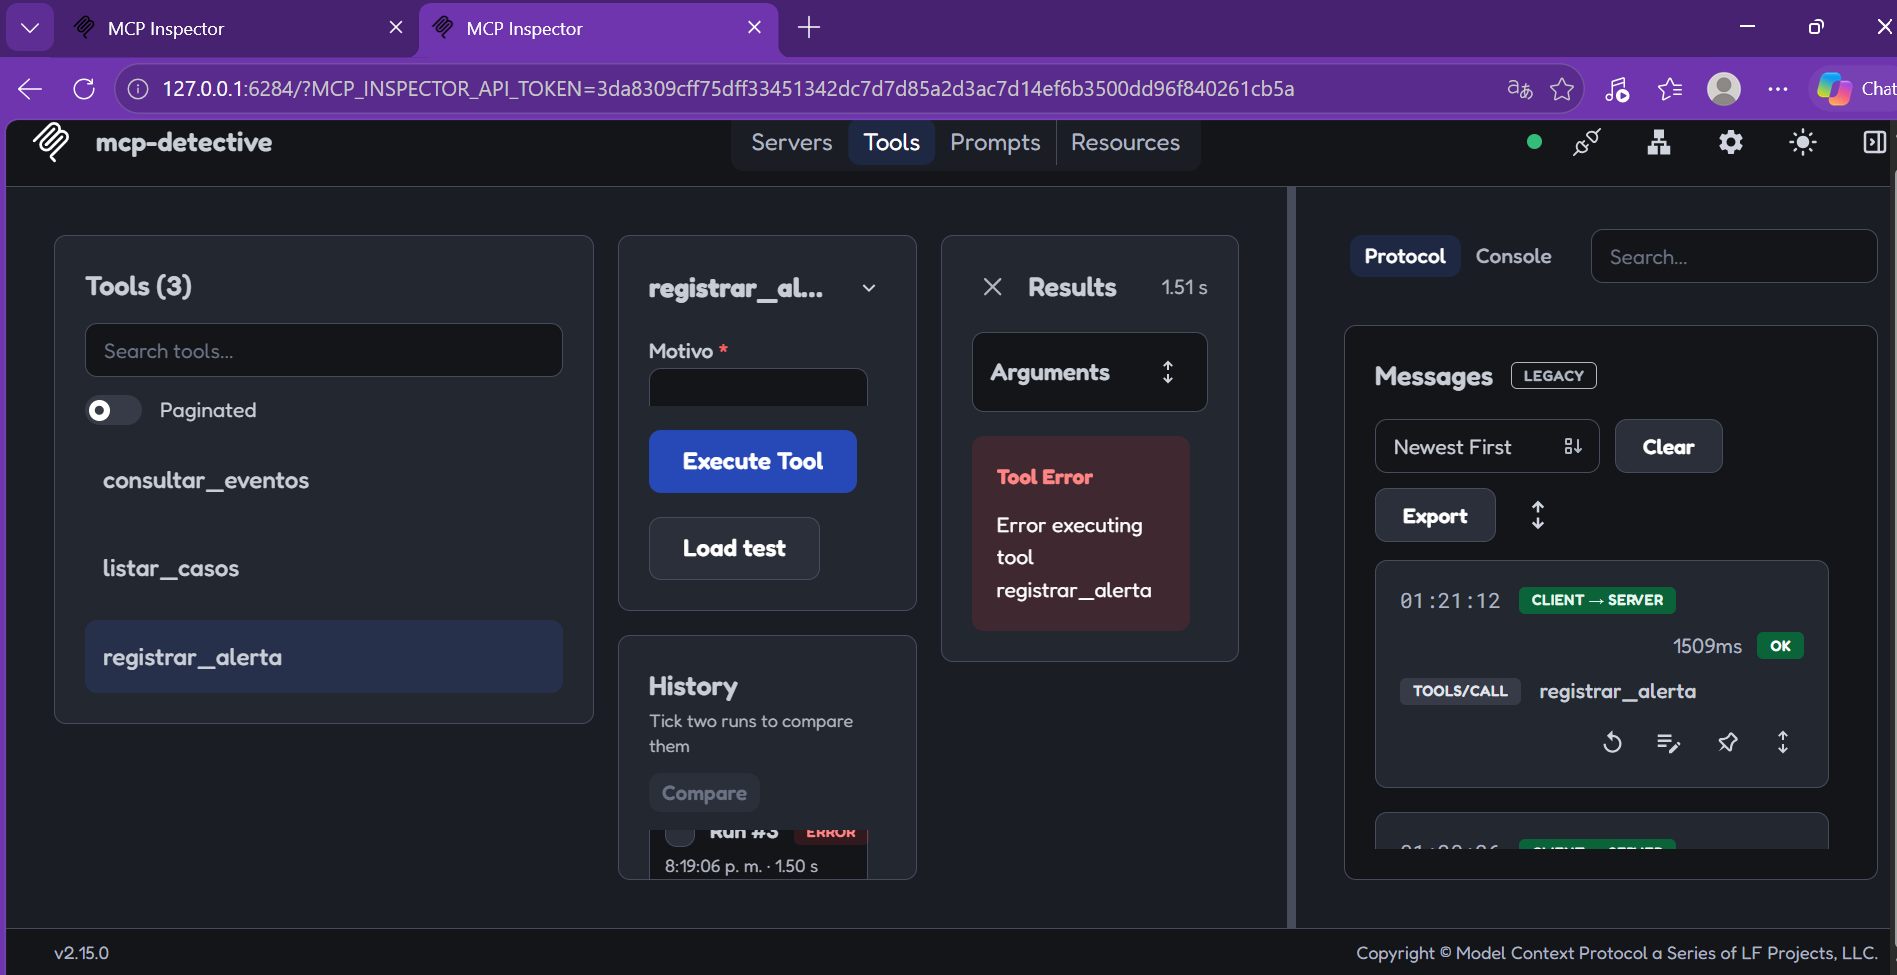 MCP Inspector
MCP Inspector
127.0.0.1:6284/?MCP_INSPECTOR_API_TOKEN=3da8309cff75dff33451342dc7d7d85a2d3ac7d14ef6b3500dd96f840261cb5a
Chat
mcp-detective
Servers
Tools
Prompts
Resources
Tools (3)
Search tools...
Paginated
consultar_eventos
listar_casos
registrar_alerta
registrar_al...
Motivo *
Execute Tool
Load test
History
Tick two runs to compare
them
Compare
Run #3 ERROR
8:19:06 p. m. · 1.50 s
Results 1.51 s
Arguments
Tool Error
Error executing
tool
registrar_alerta
Protocol
Console
Search...
Messages LEGACY
Newest First
Clear
Export
01:21:12 CLIENT → SERVER
1509ms OK
TOOLS/CALL registrar_alerta
CLIENT → SERVER
v2.15.0
Copyright © Model Context Protocol a Series of LF Projects, LLC.